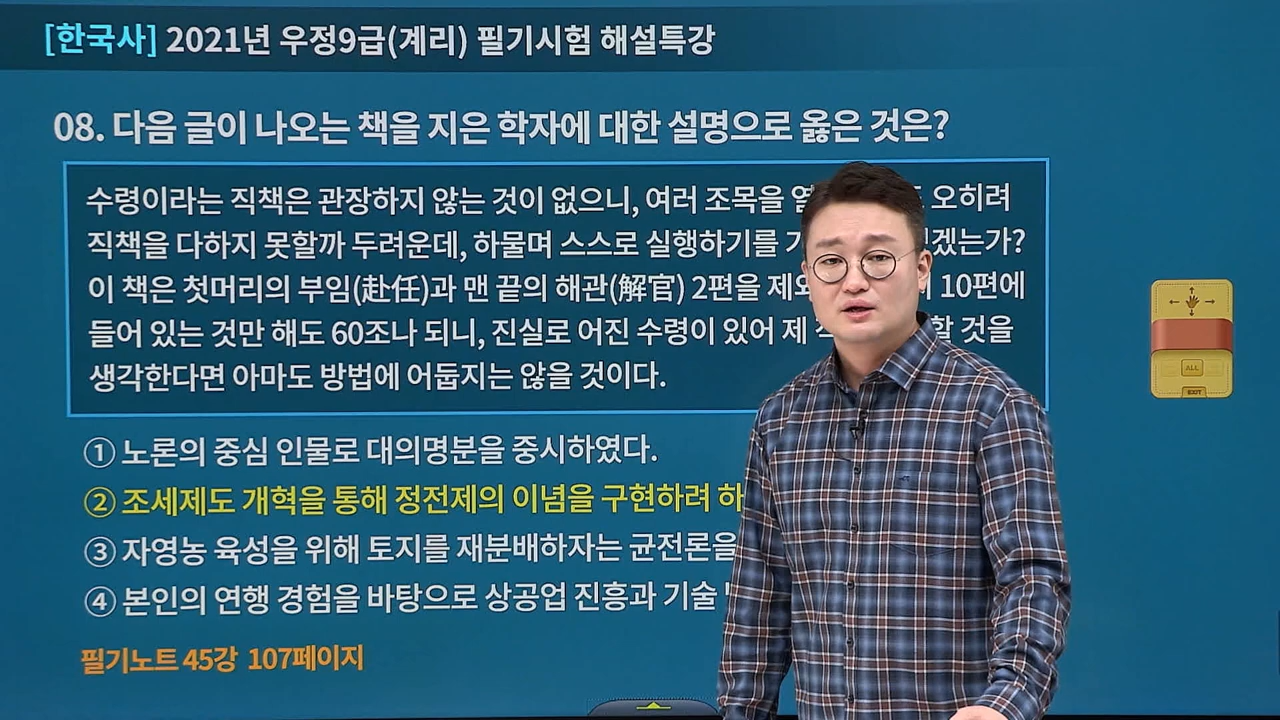 [한국사] 2021년 우정9급(계리) 필기시험 해설특강
08. 다음 글이 나오는 책을 지은 학자에 대한 설명으로 옳은 것은?
수령이라는 직책은 관장하지 않는 것이 없으니, 여러 조목을 오히려
직책을 다하지 못할까 두려운데, 하물며 스스로 실행하기를
이 책은 첫머리의 부임(赴任)과 맨 끝의 해관(解官) 2편을 10편에
들어 있는 것만 해도 60조나 되니, 진실로 어진 수령이 있어 제 할 것을
생각한다면 아마도 방법에 어둡지는 않을 것이다.
① 노론의 중심 인물로 대의명분을 중시하였다.
② 조세제도 개혁을 통해 정전제의 이념을 구현하려
③ 자영농 육성을 위해 토지를 재분배하자는 균전론을
④ 본인의 연행 경험을 바탕으로 상공업 진흥과 기술
필기노트 45강 107페이지
ALL
EXIT